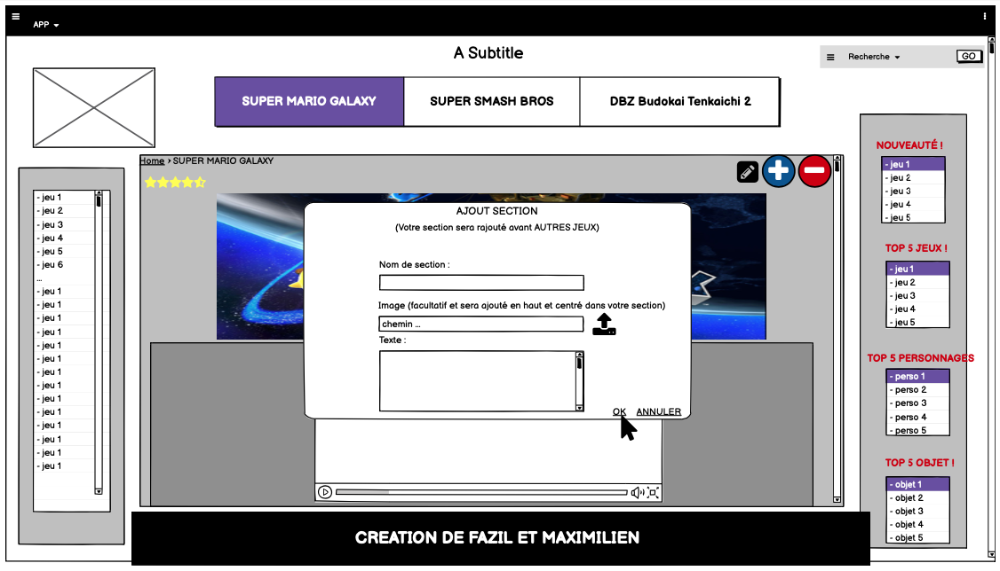 APP
A Subtitle
Recherche
GO
SUPER MARIO GALAXY
SUPER SMASH BROS
DBZ Budokai Tenkaichi 2
Home › SUPER MARIO GALAXY
- jeu 1
- jeu 2
- jeu 3
- jeu 4
- jeu 5
- jeu 6
...
- jeu 1
- jeu 1
- jeu 1
- jeu 1
- jeu 1
- jeu 1
- jeu 1
- jeu 1
- jeu 1
- jeu 1
- jeu 1
- jeu 1
- jeu 1
- jeu 1
AJOUT SECTION
(Votre section sera rajouté avant AUTRES JEUX)
Nom de section :
Image (facultatif et sera ajouté en haut et centré dans votre section)
chemin ...
Texte :
OK
ANNULER
NOUVEAUTÉ !
- jeu 1
- jeu 2
- jeu 3
- jeu 4
- jeu 5
TOP 5 JEUX !
- jeu 1
- jeu 2
- jeu 3
- jeu 4
- jeu 5
TOP 5 PERSONNAGES
- perso 1
- perso 2
- perso 3
- perso 4
- perso 5
TOP 5 OBJET !
- objet 1
- objet 2
- objet 3
- objet 4
- objet 5
CREATION DE FAZIL ET MAXIMILIEN